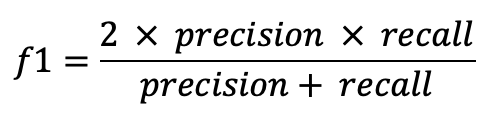 f1 = 2 × precision × recall
precision + recall